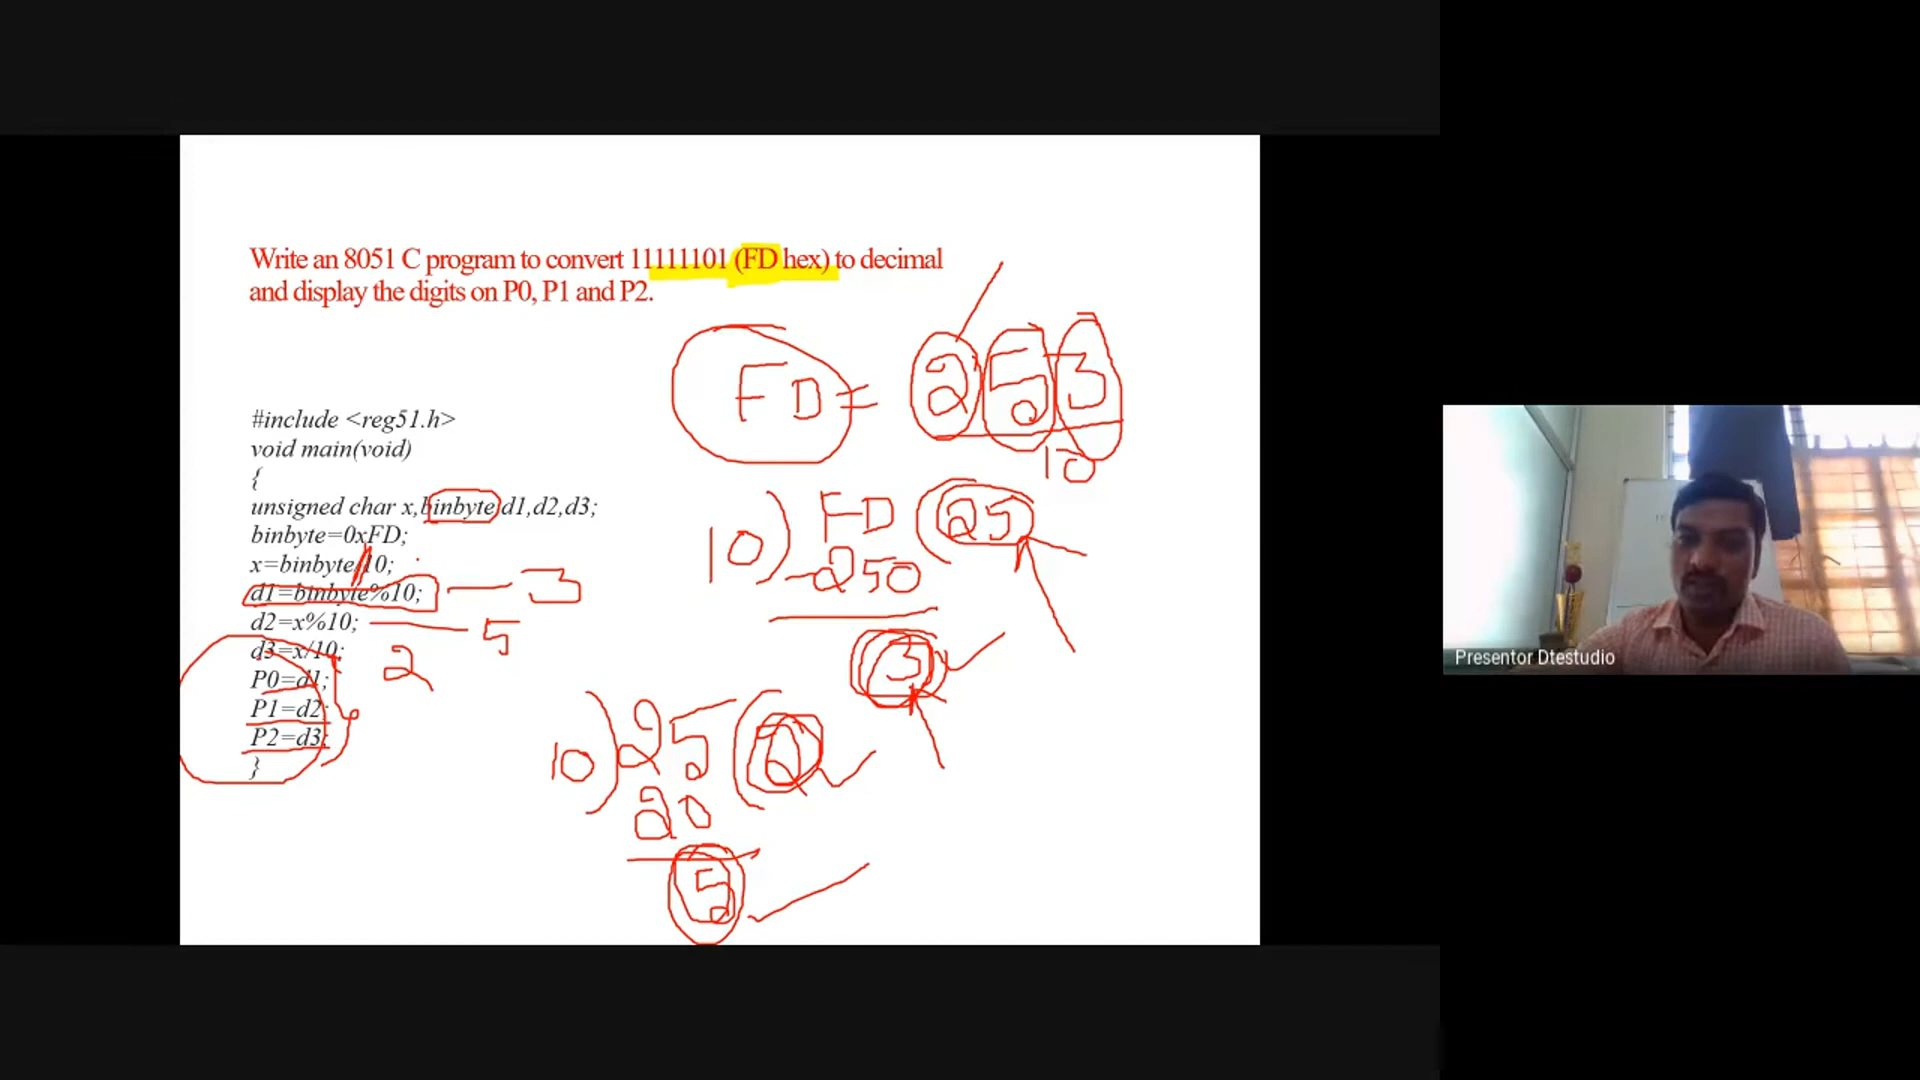 Write an 8051 C program to convert 11111101 (FD hex) to decimal
and display the digits on P0, P1 and P2.
FD = 253
#include <reg51.h>
void main(void)
{
unsigned char x,binbyte,d1,d2,d3;
binbyte=0xFD;
x=binbyte/10;
d1=binbyte%10; — 3
d2=x%10; — 5
d3=x/10; 2
P0=d1;
P1=d2;
P2=d3;
}
10
10) FD (25
-250
3
10) 25 (2
20
5
Presentor Dtestudio